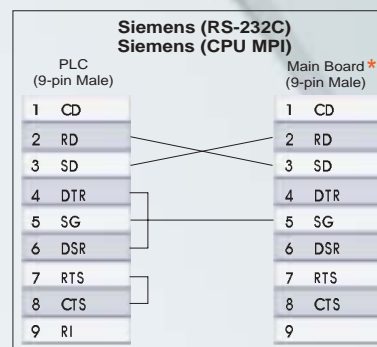 Siemens (RS-232C)
Siemens (CPU MPI)
PLC
(9-pin Male)
Main Board*
(9-pin Male)
1 CD 1 CD
2 RD 2 RD
3 SD 3 SD
4 DTR 4 DTR
5 SG 5 SG
6 DSR 6 DSR
7 RTS 7 RTS
8 CTS 8 CTS
9 RI 9